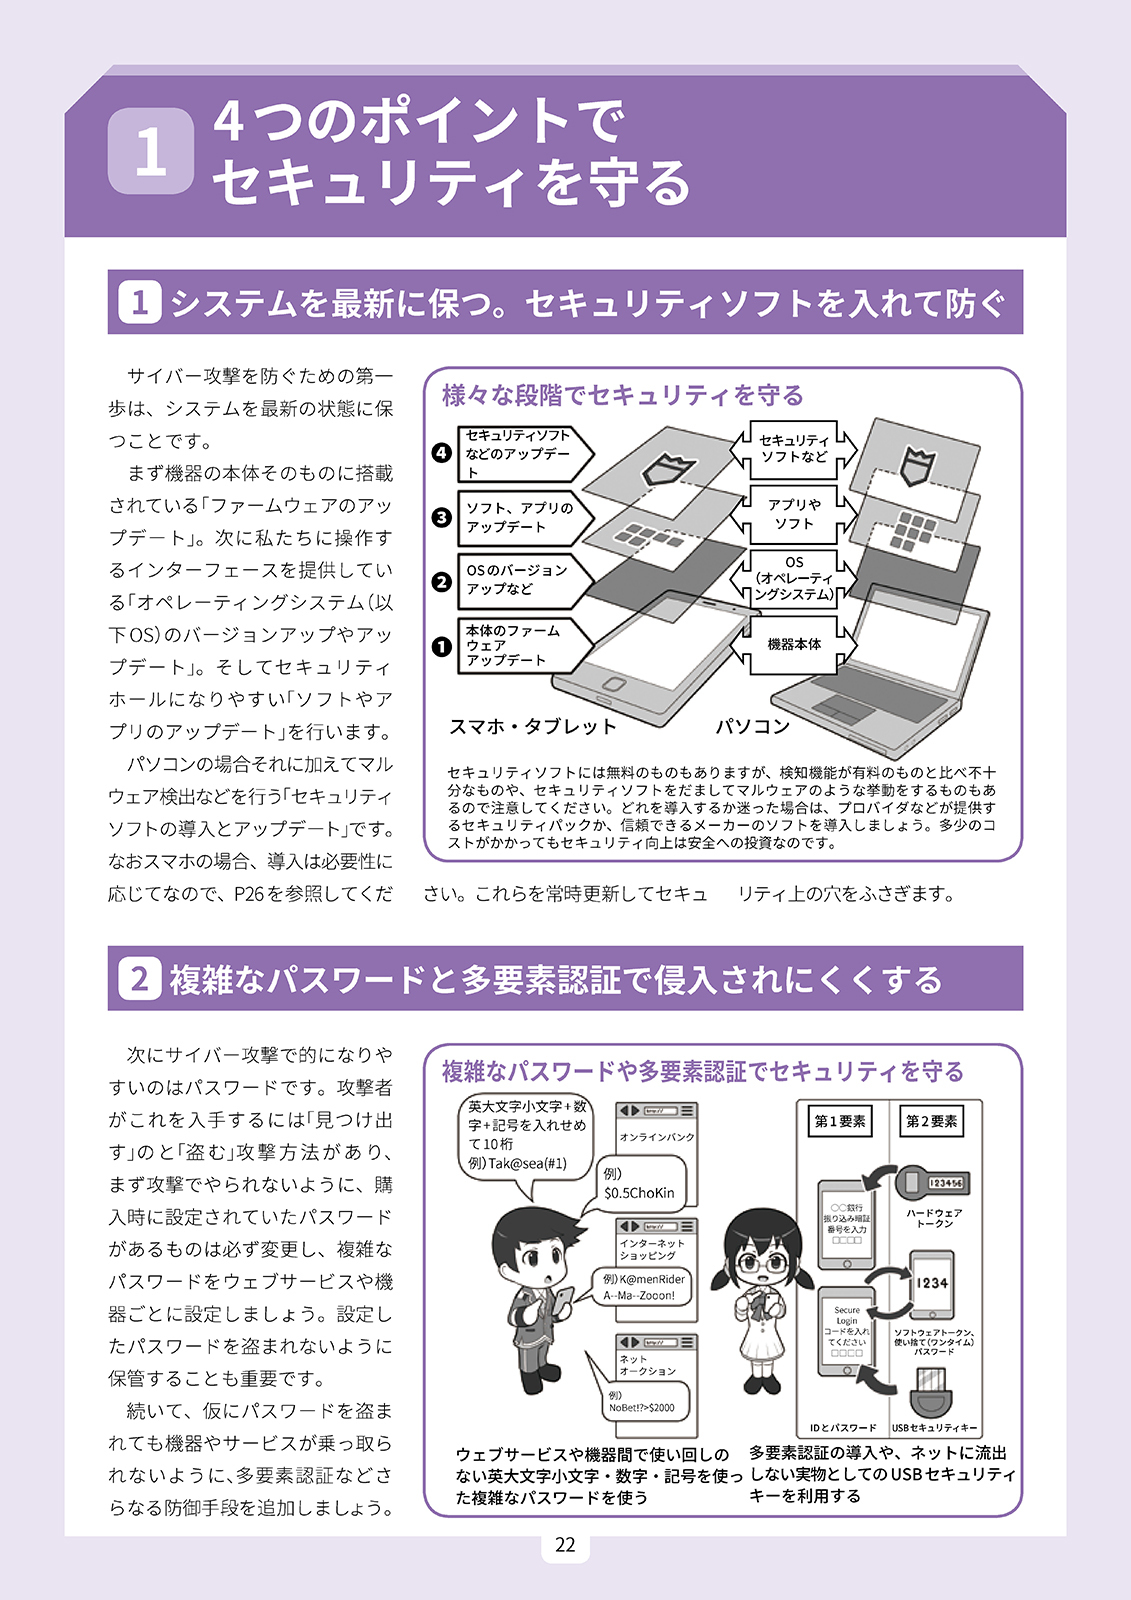 1
4つのポイントで
セキュリティを守る
1 システムを最新に保つ。セキュリティソフトを入れて防ぐ
サイバー攻撃を防ぐための第一
歩は、システムを最新の状態に保
つことです。
まず機器の本体そのものに搭載
されている「ファームウェアのアッ
プデート」。次に私たちに操作す
るインターフェースを提供してい
る「オペレーティングシステム（以
下OS）のバージョンアップやアッ
プデート」。そしてセキュリティ
ホールになりやすい「ソフトやア
プリのアップデート」を行います。
パソコンの場合それに加えてマル
ウェア検出などを行う「セキュリティ
ソフトの導入とアップデート」です。
なおスマホの場合、導入は必要性に
応じてなので、P26を参照してくだ
さい。これらを常時更新してセキュ
リティ上の穴をふさぎます。
様々な段階でセキュリティを守る
4
セキュリティソフト
などのアップデー
ト
3
ソフト、アプリの
アップデート
2
OSのバージョン
アップなど
1
本体のファーム
ウェア
アップデート
セキュリティ
ソフトなど
アプリや
ソフト
OS
（オペレーティ
ングシステム）
機器本体
スマホ・タブレット
パソコン
セキュリティソフトには無料のものもありますが、検知機能が有料のものと比べ不十
分なものや、セキュリティソフトをだましてマルウェアのような挙動をするものもあ
るので注意してください。どれを導入するか迷った場合は、プロバイダなどが提供す
るセキュリティパックか、信頼できるメーカーのソフトを導入しましょう。多少のコ
ストがかかってもセキュリティ向上は安全への投資なのです。
2 複雑なパスワードと多要素認証で侵入されにくくする
次にサイバー攻撃で的になりや
すいのはパスワードです。攻撃者
がこれを入手するには「見つけ出
す」のと「盗む」攻撃方法があり、
まず攻撃でやられないように、購
入時に設定されていたパスワード
があるものは必ず変更し、複雑な
パスワードをウェブサービスや機
器ごとに設定しましょう。設定し
たパスワードを盗まれないように
保管することも重要です。
続いて、仮にパスワードを盗ま
れても機器やサービスが乗っ取ら
れないように、多要素認証などさ
らなる防御手段を追加しましょう。
複雑なパスワードや多要素認証でセキュリティを守る
英大文字小文字+数
字+記号を入れせめ
て10桁
例）Tak@sea(#1)
http://
オンラインバンク
例）
$0.5ChoKin
http://
インターネット
ショッピング
例）K@menRider
A--Ma--Zooon!
http://
ネット
オークション
例）
NoBet!?>$2000
ウェブサービスや機器間で使い回しの
ない英大文字小文字・数字・記号を使っ
た複雑なパスワードを使う
第1要素
第2要素
○○銀行
振り込み暗証
番号を入力
□□□□
123456
ハードウェア
トークン
Secure
Login
コードを入れ
てください
□□□□
1234
ソフトウェアトークン、
使い捨て（ワンタイム）
パスワード
IDとパスワード
USBセキュリティキー
多要素認証の導入や、ネットに流出
しない実物としてのUSBセキュリティ
キーを利用する
22